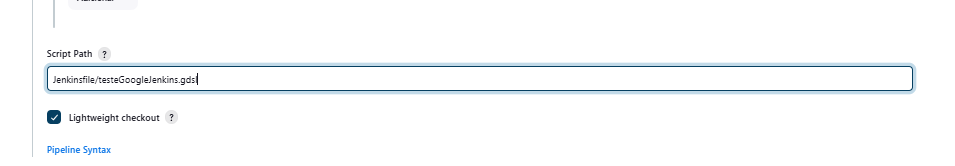 Script Path ?
Jenkinsfile/testeGoogleJenkins.gdsl
Lightweight checkout ?
Pipeline Syntax